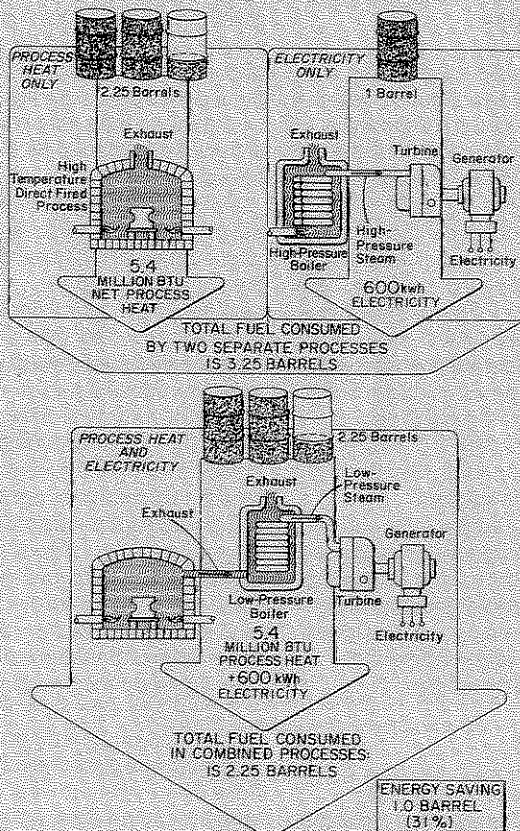 PROCESS
HEAT
ONLY
2.25 Barrels
Exhaust
High
Temperature
Direct Fired
Process
5.4
MILLION BTU
NET PROCESS
HEAT
ELECTRICITY
ONLY
1 Barrel
Exhaust
Turbine
Generator
High-Pressure
Boiler
High-
Pressure
Steam
Electricity
600 kwh
ELECTRICITY
TOTAL FUEL CONSUMED
BY TWO SEPARATE PROCESSES
IS 3.25 BARRELS
PROCESS HEAT
AND
ELECTRICITY
2.25 Barrels
Exhaust
Low-
Pressure
Steam
Exhaust
Generator
Low-Pressure
Boiler
Turbine
Electricity
5.4
MILLION BTU
PROCESS HEAT
+600 kWh
ELECTRICITY
TOTAL FUEL CONSUMED
IN COMBINED PROCESSES:
IS 2.25 BARRELS
ENERGY SAVING
1.0 BARREL
(31%)